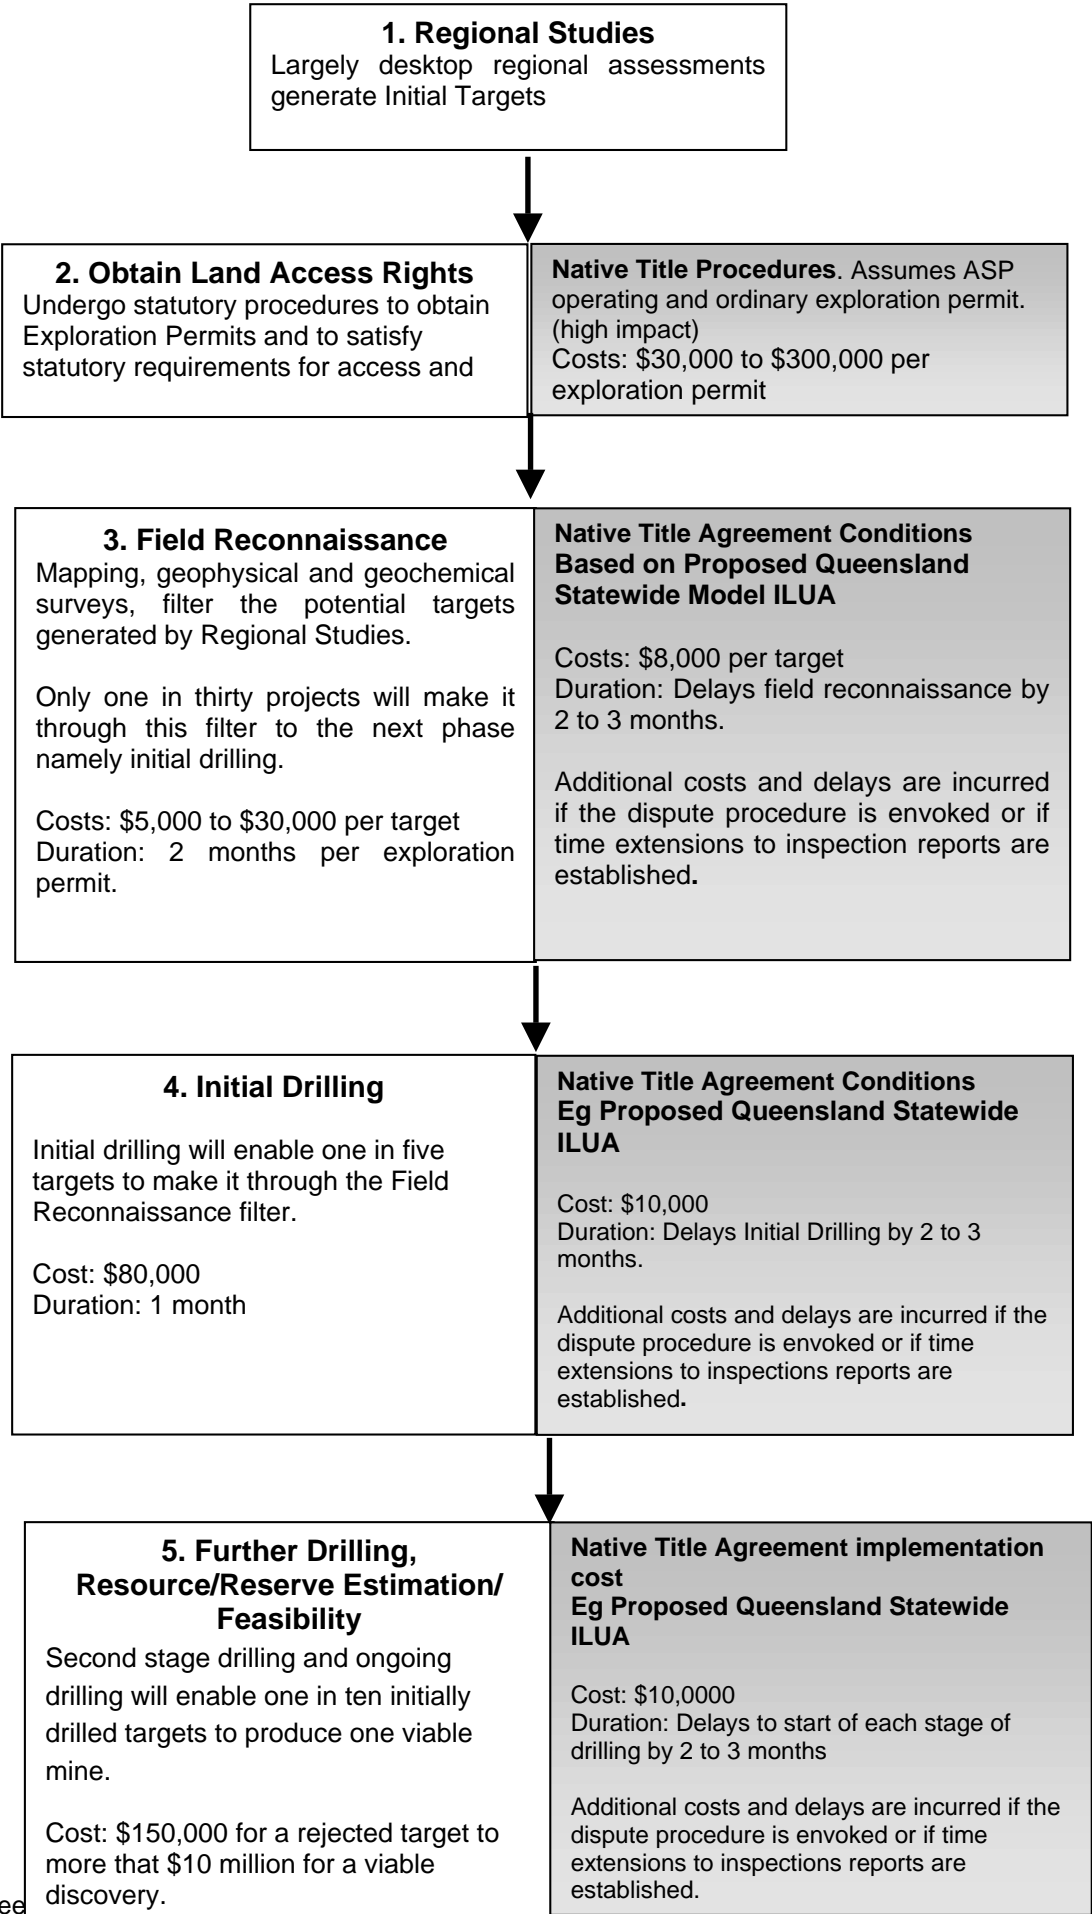 1. Regional Studies
Largely desktop regional assessments
generate Initial Targets
2. Obtain Land Access Rights
Undergo statutory procedures to obtain
Exploration Permits and to satisfy
statutory requirements for access and
Native Title Procedures. Assumes ASP
operating and ordinary exploration permit.
(high impact)
Costs: $30,000 to $300,000 per
exploration permit
3. Field Reconnaissance
Mapping, geophysical and geochemical
surveys, filter the potential targets
generated by Regional Studies.
Only one in thirty projects will make it
through this filter to the next phase
namely initial drilling.
Costs: $5,000 to $30,000 per target
Duration: 2 months per exploration
permit.
Native Title Agreement Conditions
Based on Proposed Queensland
Statewide Model ILUA
Costs: $8,000 per target
Duration: Delays field reconnaissance by
2 to 3 months.
Additional costs and delays are incurred
if the dispute procedure is envoked or if
time extensions to inspection reports are
established.
4. Initial Drilling
Initial drilling will enable one in five
targets to make it through the Field
Reconnaissance filter.
Cost: $80,000
Duration: 1 month
Native Title Agreement Conditions
Eg Proposed Queensland Statewide
ILUA
Cost: $10,000
Duration: Delays Initial Drilling by 2 to 3
months.
Additional costs and delays are incurred if the
dispute procedure is envoked or if time
extensions to inspections reports are
established.
5. Further Drilling,
Resource/Reserve Estimation/
Feasibility
Second stage drilling and ongoing
drilling will enable one in ten initially
drilled targets to produce one viable
mine.
Cost: $150,000 for a rejected target to
more that $10 million for a viable
discovery.
Native Title Agreement implementation
cost
Eg Proposed Queensland Statewide
ILUA
Cost: $10,0000
Duration: Delays to start of each stage of
drilling by 2 to 3 months
Additional costs and delays are incurred if the
dispute procedure is envoked or if time
extensions to inspections reports are
established.
ee